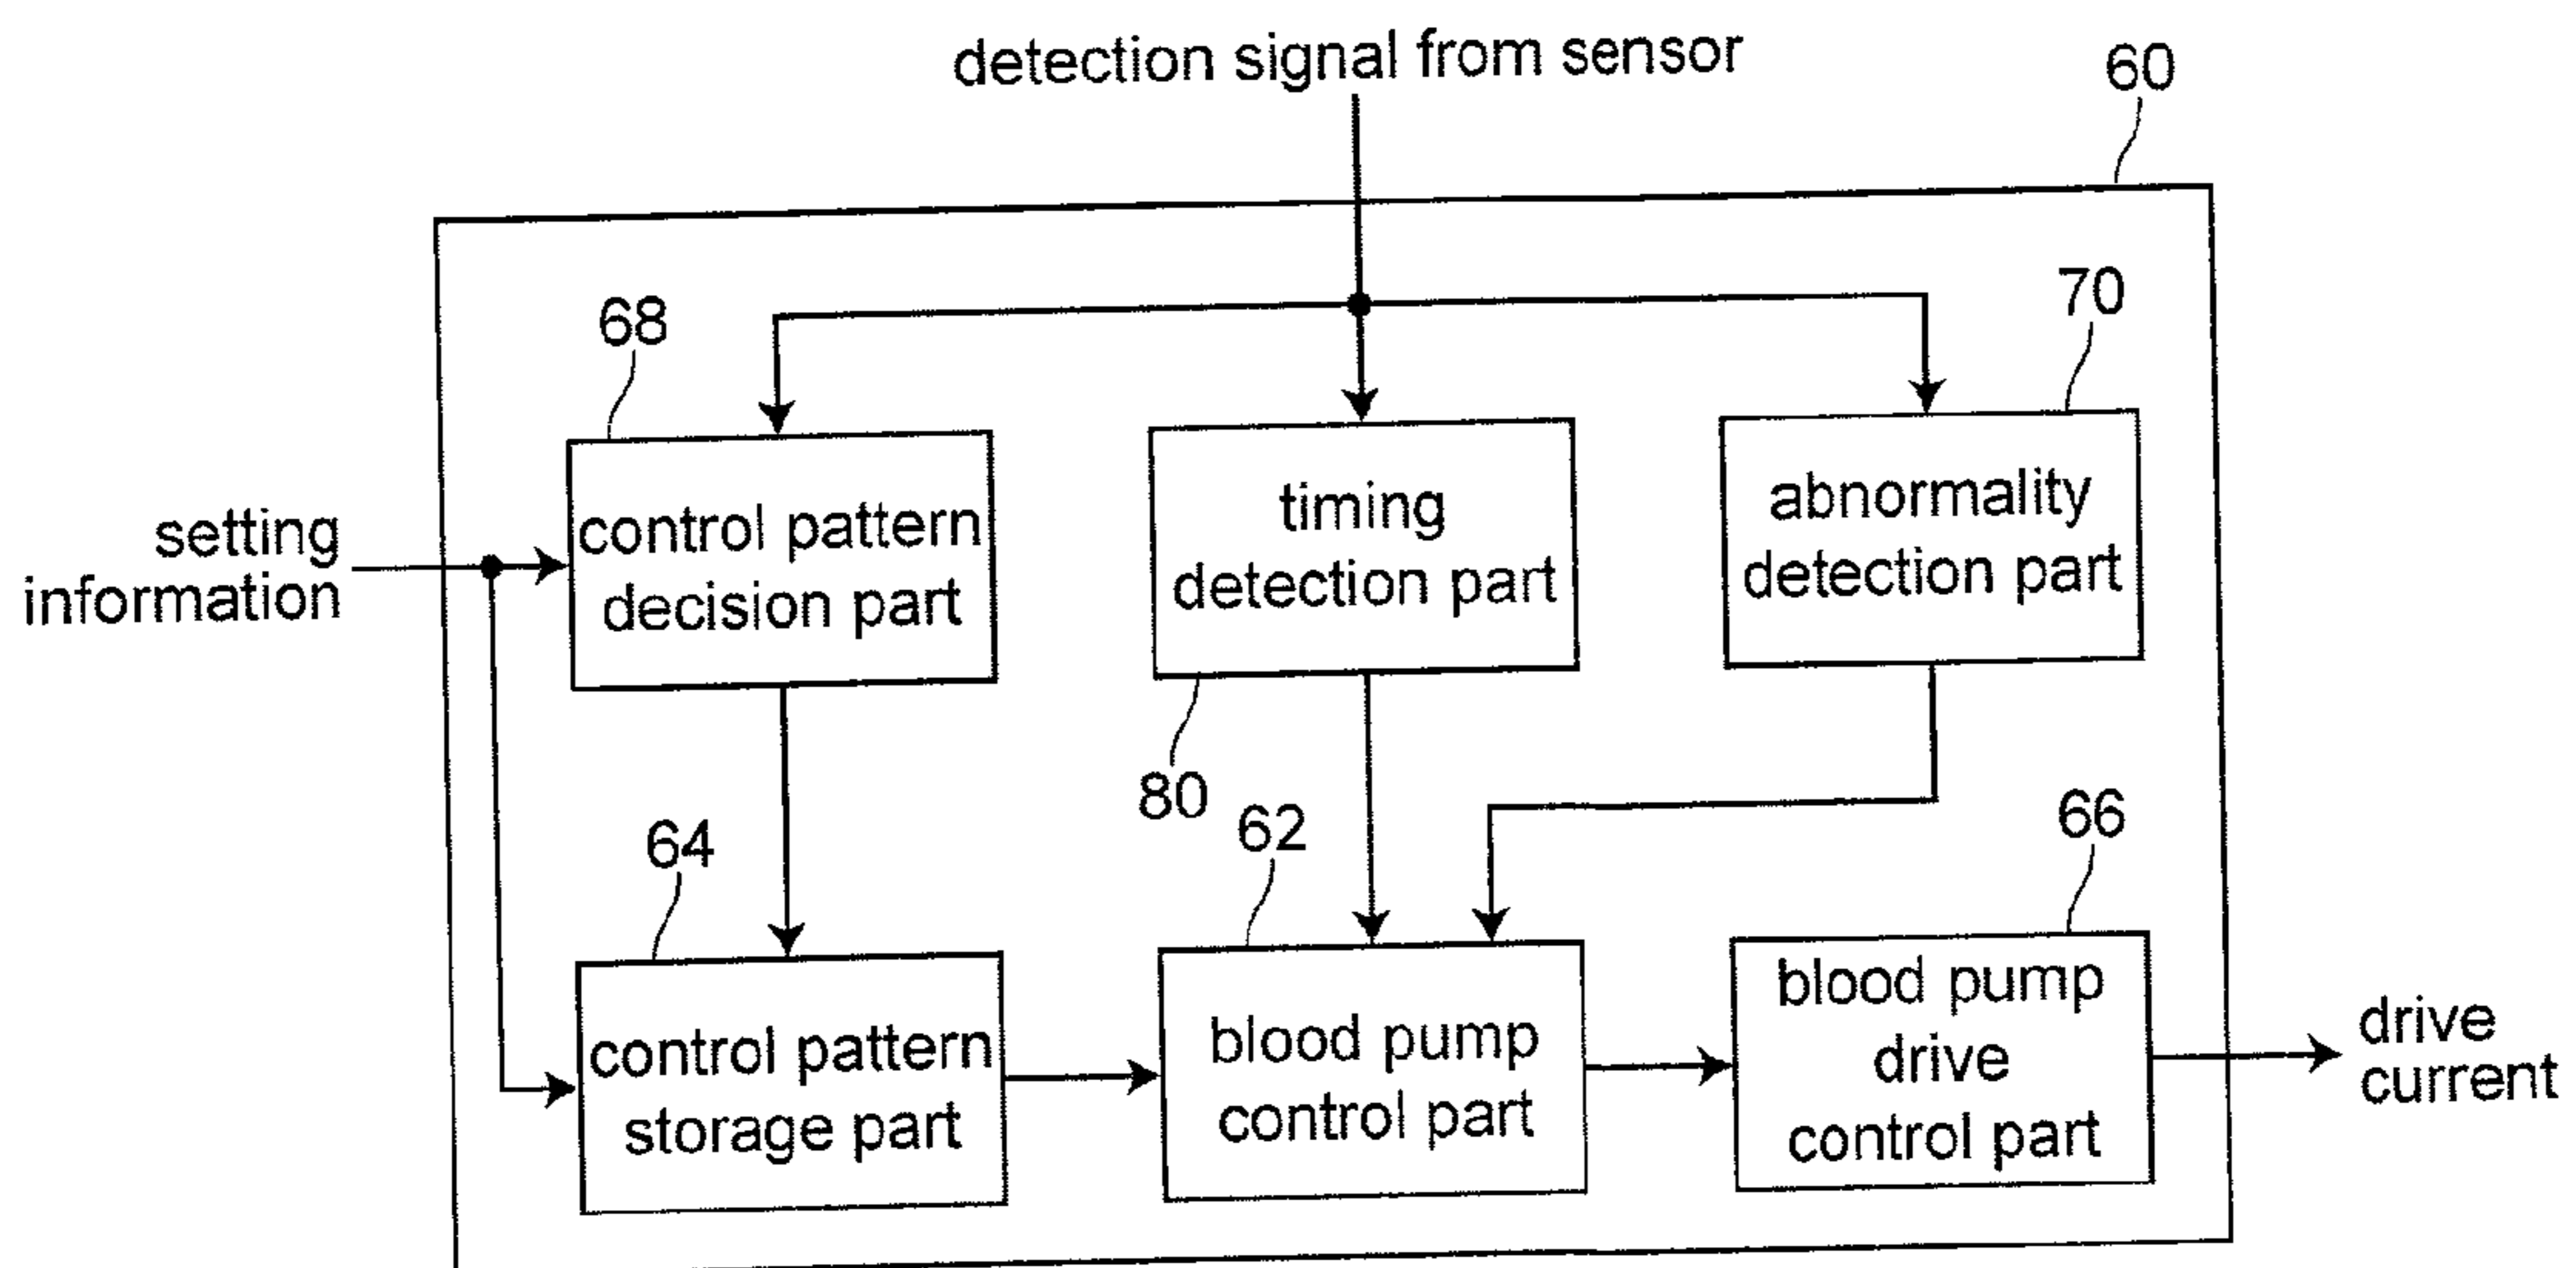 detection signal from sensor
60
68
70
setting
information
control pattern
decision part
timing
detection part
abnormality
detection part
80
64
62
66
control pattern
storage part
blood pump
control part
blood pump
drive
control part
drive
current